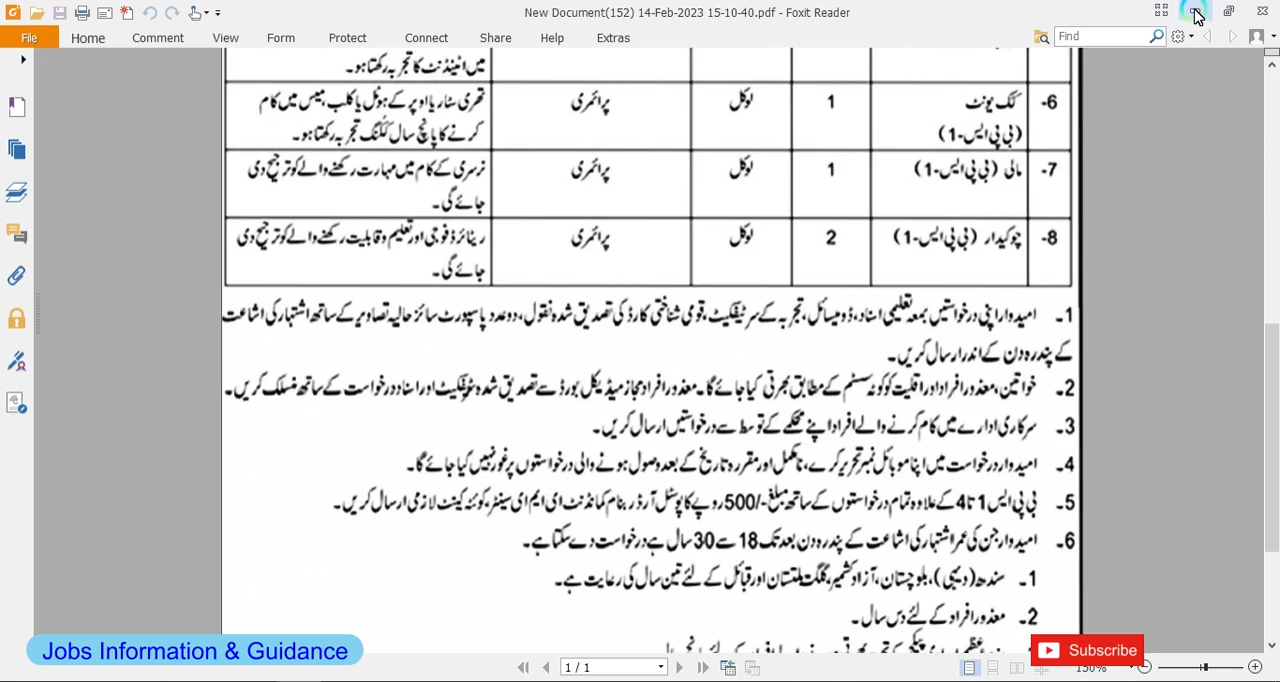 New Document(152) 14-Feb-2023 15-10-40.pdf - Foxit Reader
File Home Comment View Form Protect Connect Share Help Extras
Find
میں اٹینڈنٹ کا تجربہ رکھتا ہو۔
6- کک یونٹ (بی پی ایس-1) 1 لوکل پرائمری تھری سٹار یا اوپر کے ہوٹل یا کلب، میس میں کام
کرنے کا پانچ سال کُکنگ تجربہ رکھتا ہو۔
7- مالی (بی پی ایس-1) 1 لوکل پرائمری نرسری کے کام میں مہارت رکھنے والے کو ترجیح دی
جائے گی۔
8- چوکیدار (بی پی ایس-1) 2 لوکل پرائمری ریٹائرڈ فوجی اور تعلیم و قابلیت رکھنے والے کو ترجیح دی
جائے گی۔
1۔ امیدوار اپنی درخواستیں بمعہ تعلیمی اسناد، ڈومیسائل، تجربہ کے سرٹیفکیٹ، قومی شناختی کارڈ کی تصدیق شدہ نقول، دو عدد پاسپورٹ سائز حالیہ تصاویر کے ساتھ اشتہار کی اشاعت
کے پندرہ دن کے اندر ارسال کریں۔
2۔ خواتین، معذور افراد اور اقلیت کو کوٹہ سسٹم کے مطابق بھرتی کیا جائے گا۔ معذور افراد مجاز میڈیکل بورڈ سے تصدیق شدہ سرٹیفکیٹ اور اسناد درخواست کے ساتھ منسلک کریں۔
3۔ سرکاری ادارے میں کام کرنے والے افراد اپنے محکمے کے توسط سے درخواستیں ارسال کریں۔
4۔ امیدوار درخواست میں اپنا موبائل نمبر تحریر کرے، نامکمل اور مقررہ تاریخ کے بعد وصول ہونے والی درخواستوں پر غور نہیں کیا جائے گا۔
5۔ بی پی ایس 1 تا 4 کے علاوہ تمام درخواستوں کے ساتھ مبلغ -/500 روپے کا پوسٹل آرڈر بنام کمانڈنٹ ای ایم ای سینٹر کوئٹہ کینٹ لازمی ارسال کریں۔
6۔ امیدوار جن کی عمر اشتہار کی اشاعت کے پندرہ دن بعد تک 18 سے 30 سال ہے درخواست دے سکتا ہے۔
1۔ سندھ (دیہی)، بلوچستان، آزاد کشمیر، گلگت بلتستان اور قبائل کے لئے تین سال کی رعایت ہے۔
2۔ معذور افراد کے لئے دس سال۔
Jobs Information & Guidance
Subscribe
1 / 1
150%